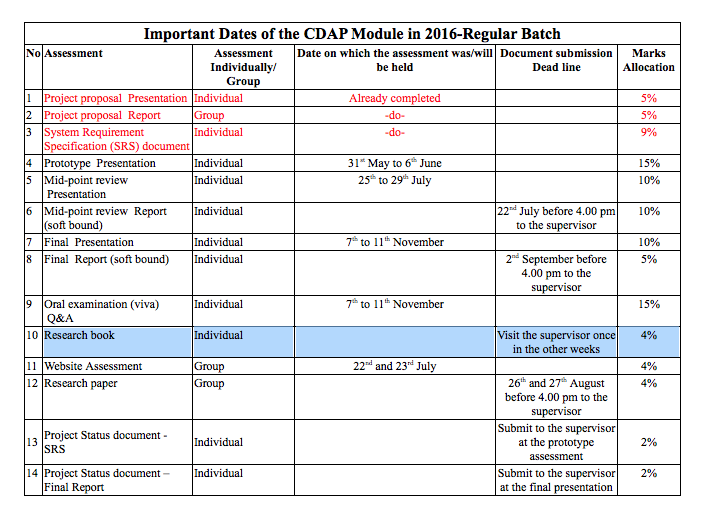 Important Dates of the CDAP Module in 2016-Regular Batch
No Assessment Assessment Individually/ Group Date on which the assessment was/will be held Document submission Dead line Marks Allocation
1 Project proposal Presentation Individual Already completed 5%
2 Project proposal Report Group -do- 5%
3 System Requirement Specification (SRS) document Individual -do- 9%
4 Prototype Presentation Individual 31st May to 6th June 15%
5 Mid-point review Presentation Individual 25th to 29th July 10%
6 Mid-point review Report (soft bound) Individual 22nd July before 4.00 pm to the supervisor 10%
7 Final Presentation Individual 7th to 11th November 10%
8 Final Report (soft bound) Individual 2nd September before 4.00 pm to the supervisor 5%
9 Oral examination (viva) Q&A Individual 7th to 11th November 15%
10 Research book Individual Visit the supervisor once in the other weeks 4%
11 Website Assessment Group 22nd and 23rd July 4%
12 Research paper Group 26th and 27th August before 4.00 pm to the supervisor 4%
13 Project Status document - SRS Individual Submit to the supervisor at the prototype assessment 2%
14 Project Status document – Final Report Individual Submit to the supervisor at the final presentation 2%